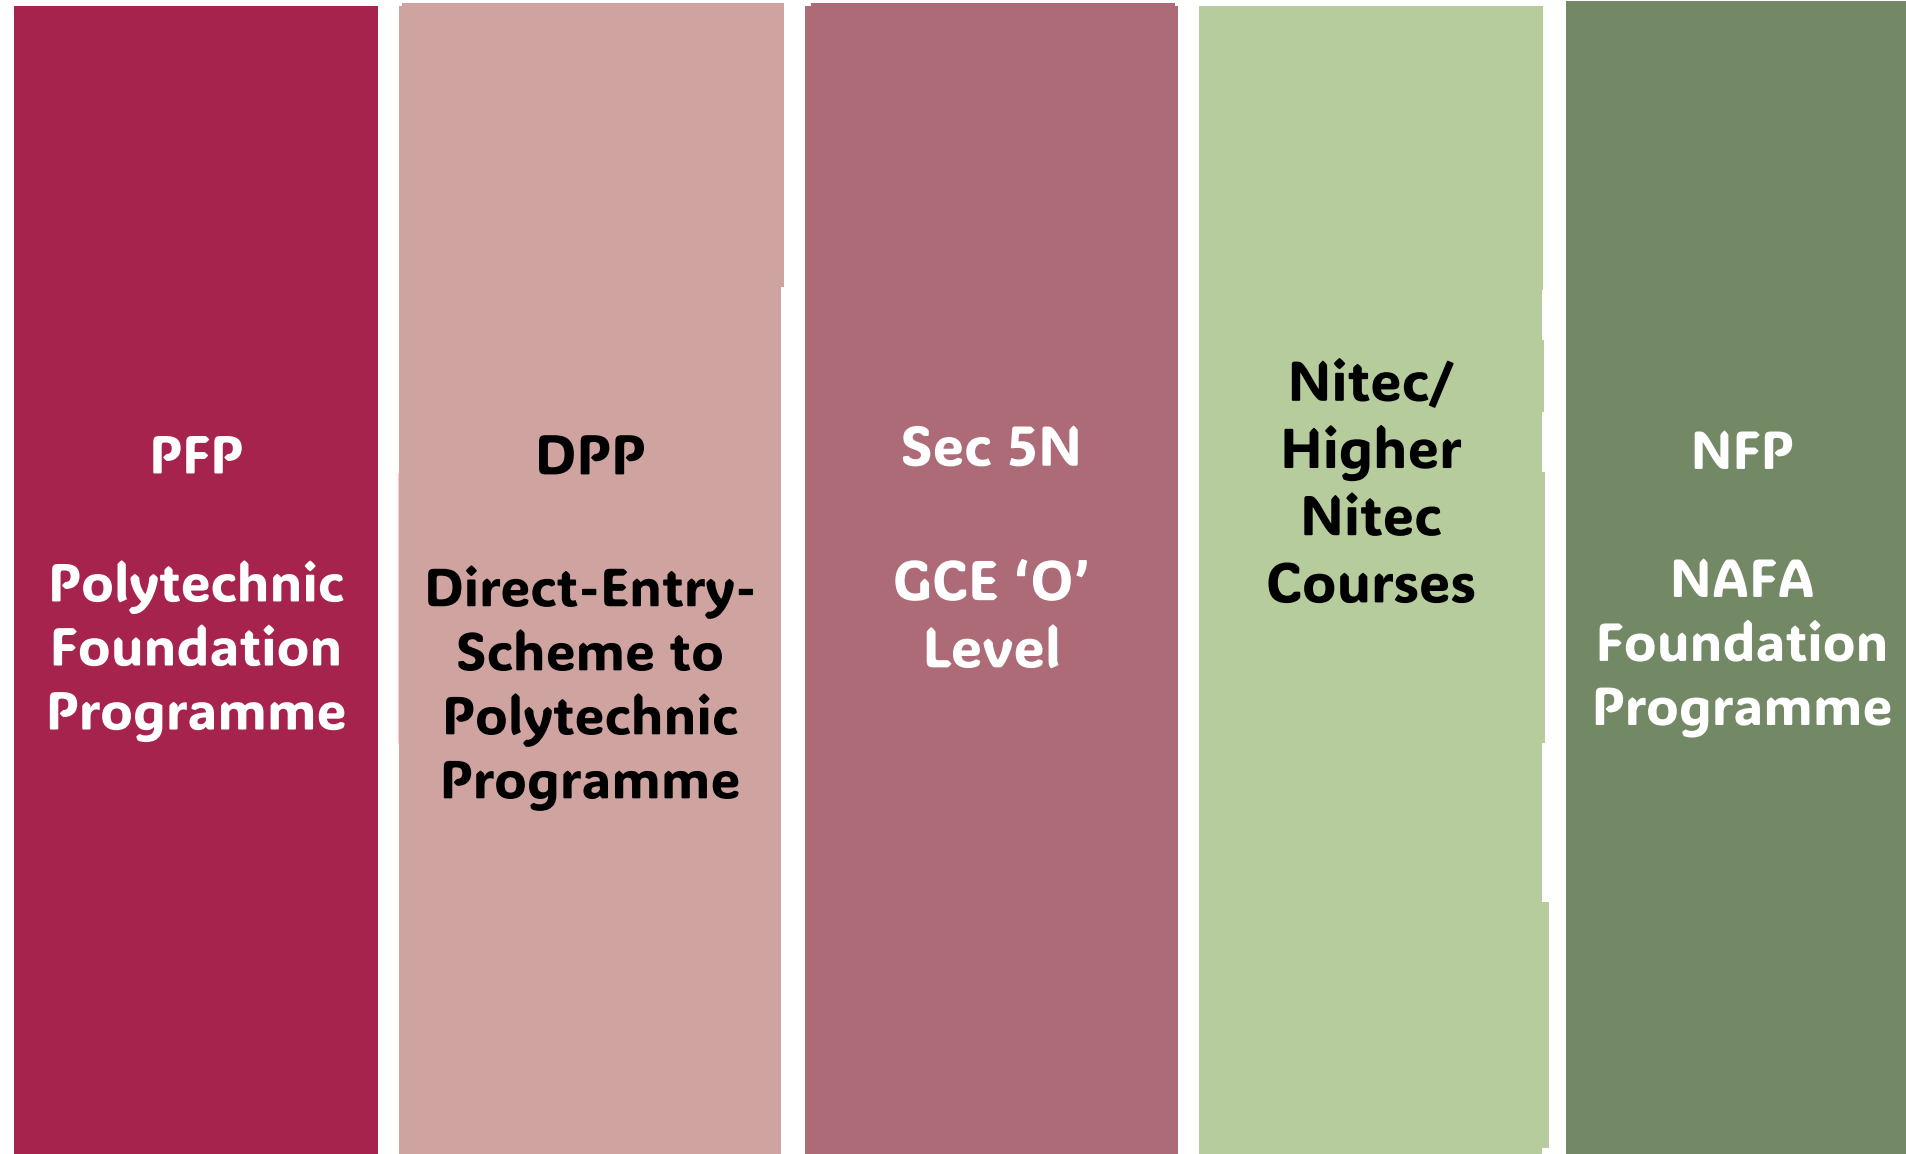 PFP
Polytechnic
Foundation
Programme
DPP
Direct-Entry-
Scheme to
Polytechnic
Programme
Sec 5N
GCE ‘O’
Level
Nitec/
Higher
Nitec
Courses
NFP
NAFA
Foundation
Programme